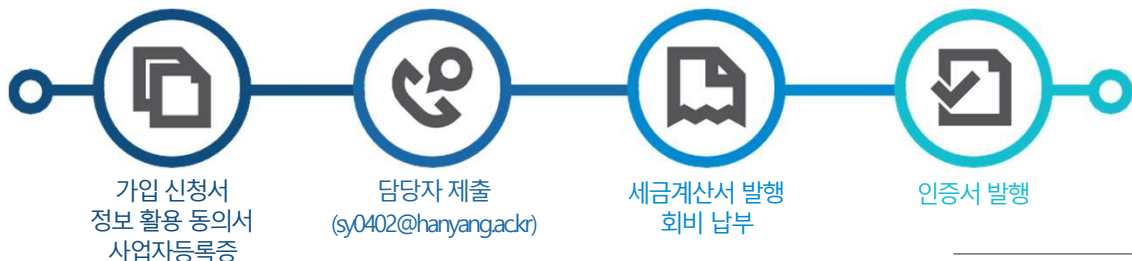 가입 신청서
정보 활용 동의서
사업자등록증
담당자 제출
(sy0402@hanyang.ac.kr)
세금계산서 발행
회비 납부
인증서 발행